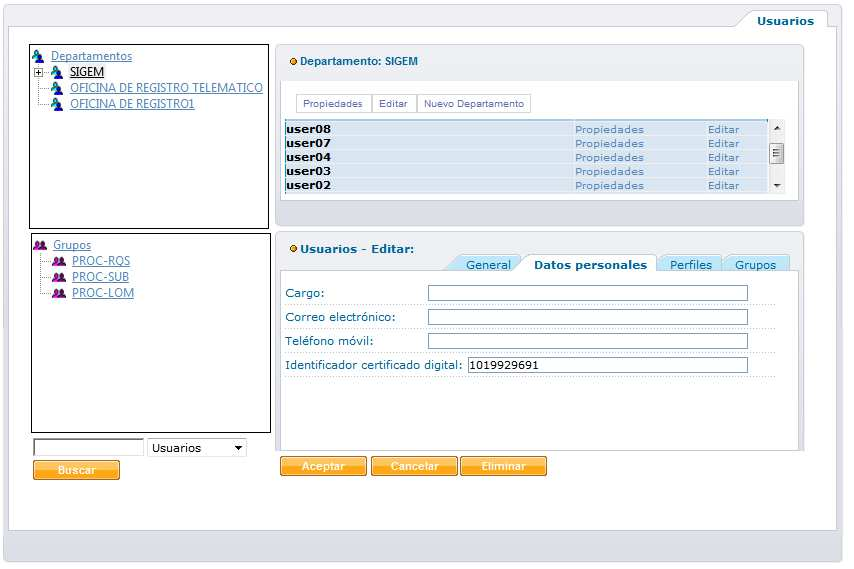 Usuarios
Departamentos
SIGEM
OFICINA DE REGISTRO TELEMATICO
OFICINA DE REGISTRO1
Departamento: SIGEM
Propiedades Editar Nuevo Departamento
user08 Propiedades Editar
user07 Propiedades Editar
user04 Propiedades Editar
user03 Propiedades Editar
user02 Propiedades Editar
Grupos
PROC-RQS
PROC-SUB
PROC-LOM
Usuarios - Editar:
General Datos personales Perfiles Grupos
Cargo:
Correo electrónico:
Teléfono móvil:
Identificador certificado digital: 1019929691
Usuarios
Buscar
Aceptar Cancelar Eliminar